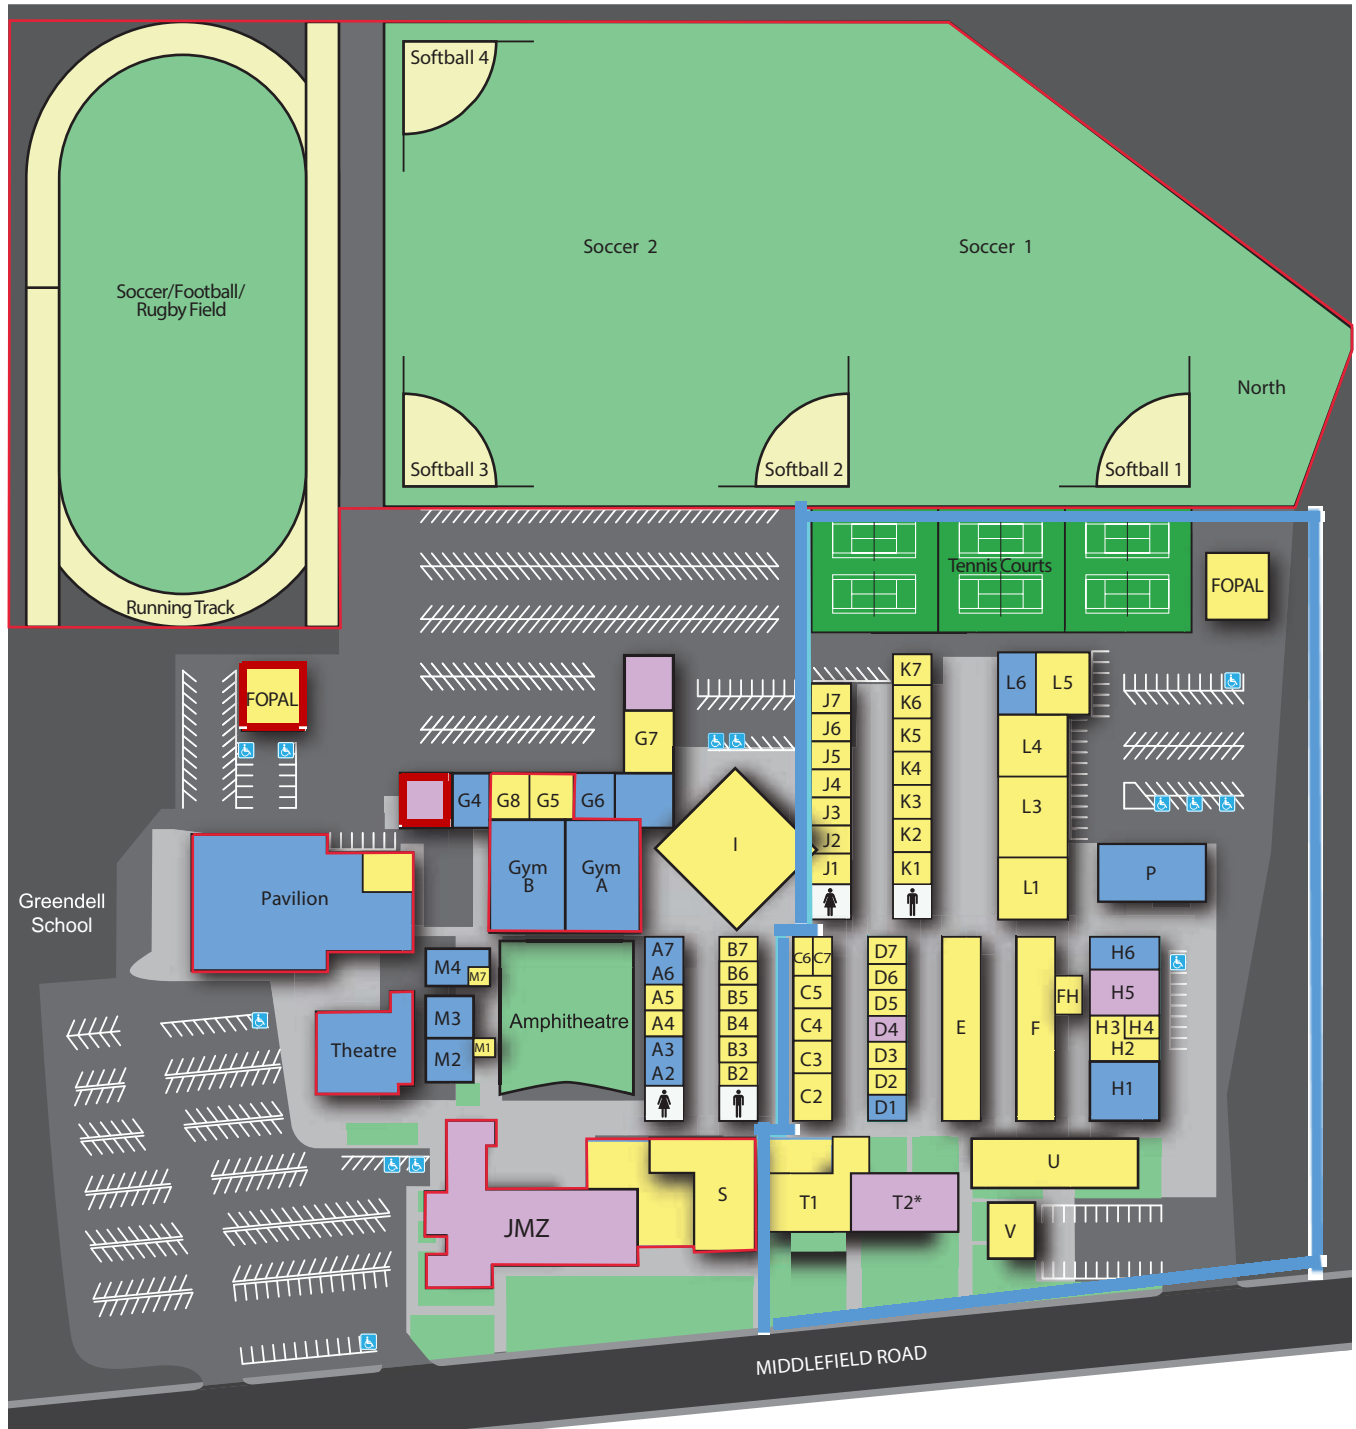 Softball 4
Soccer 2
Soccer 1
Soccer/Football/
Rugby Field
North
Softball 3
Softball 2
Softball 1
Tennis Courts
FOPAL
Running Track
FOPAL
G7
G4
G8
G5
G6
Gym
B
Gym
A
I
J7
J6
J5
J4
J3
J2
J1
K7
K6
K5
K4
K3
K2
K1
L6
L5
L4
L3
L1
P
Greendell
School
Pavilion
M4
M7
M3
M2
M1
Theatre
Amphitheatre
A7
A6
A5
A4
A3
A2
B7
B6
B5
B4
B3
B2
C6
C7
C5
C4
C3
C2
D7
D6
D5
D4
D3
D2
D1
E
F
FH
H6
H5
H3
H4
H2
H1
JMZ
S
T1
T2*
U
V
MIDDLEFIELD ROAD